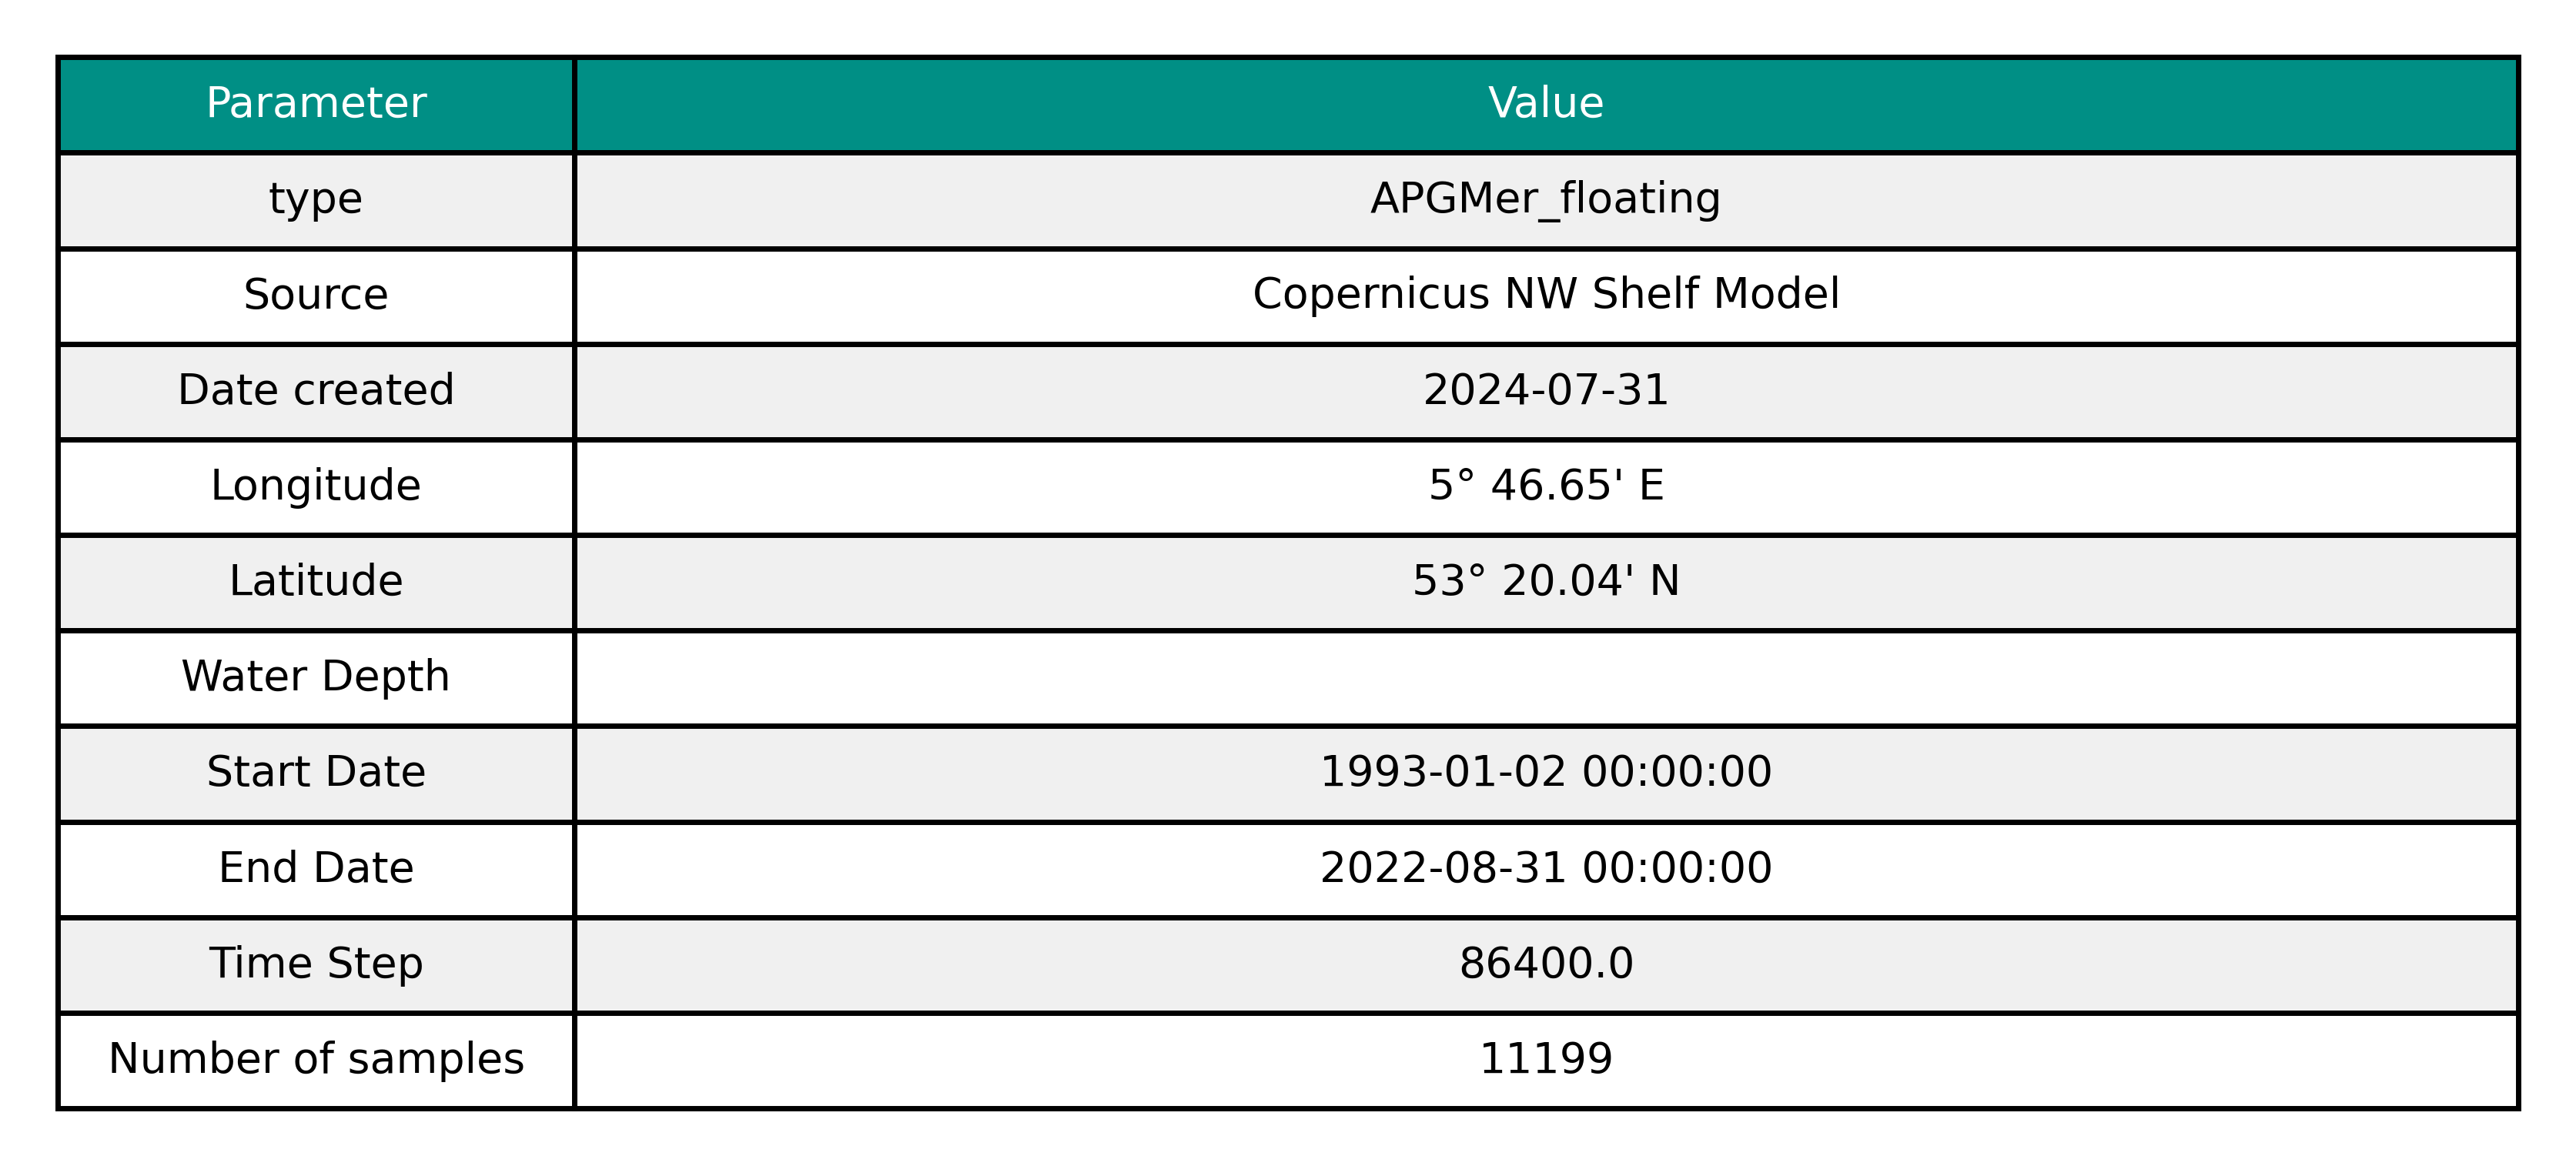 Parameter Value
type APGMer_floating
Source Copernicus NW Shelf Model
Date created 2024-07-31
Longitude 5° 46.65' E
Latitude 53° 20.04' N
Water Depth
Start Date 1993-01-02 00:00:00
End Date 2022-08-31 00:00:00
Time Step 86400.0
Number of samples 11199